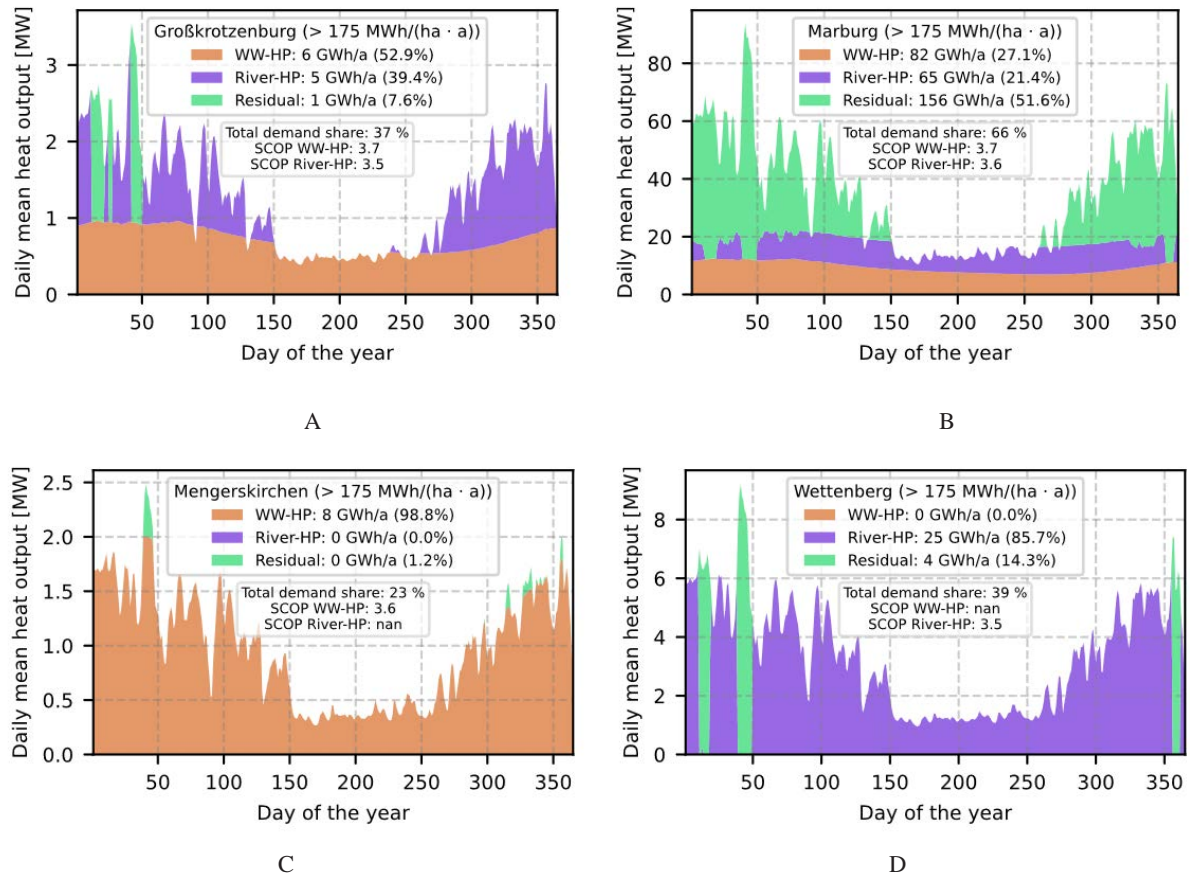 Großkrotzenburg (> 175 MWh/(ha · a))
WW-HP: 6 GWh/a (52.9%)
River-HP: 5 GWh/a (39.4%)
Residual: 1 GWh/a (7.6%)
Total demand share: 37 %
SCOP WW-HP: 3.7
SCOP River-HP: 3.5
Daily mean heat output [MW]
3
2
1
0
50 100 150 200 250 300 350
Day of the year
A
Marburg (> 175 MWh/(ha · a))
WW-HP: 82 GWh/a (27.1%)
River-HP: 65 GWh/a (21.4%)
Residual: 156 GWh/a (51.6%)
Total demand share: 66 %
SCOP WW-HP: 3.7
SCOP River-HP: 3.6
Daily mean heat output [MW]
80
60
40
20
0
50 100 150 200 250 300 350
Day of the year
B
Mengerskirchen (> 175 MWh/(ha · a))
WW-HP: 8 GWh/a (98.8%)
River-HP: 0 GWh/a (0.0%)
Residual: 0 GWh/a (1.2%)
Total demand share: 23 %
SCOP WW-HP: 3.6
SCOP River-HP: nan
Daily mean heat output [MW]
2.5
2.0
1.5
1.0
0.5
0.0
50 100 150 200 250 300 350
Day of the year
C
Wettenberg (> 175 MWh/(ha · a))
WW-HP: 0 GWh/a (0.0%)
River-HP: 25 GWh/a (85.7%)
Residual: 4 GWh/a (14.3%)
Total demand share: 39 %
SCOP WW-HP: nan
SCOP River-HP: 3.5
Daily mean heat output [MW]
8
6
4
2
0
50 100 150 200 250 300 350
Day of the year
D